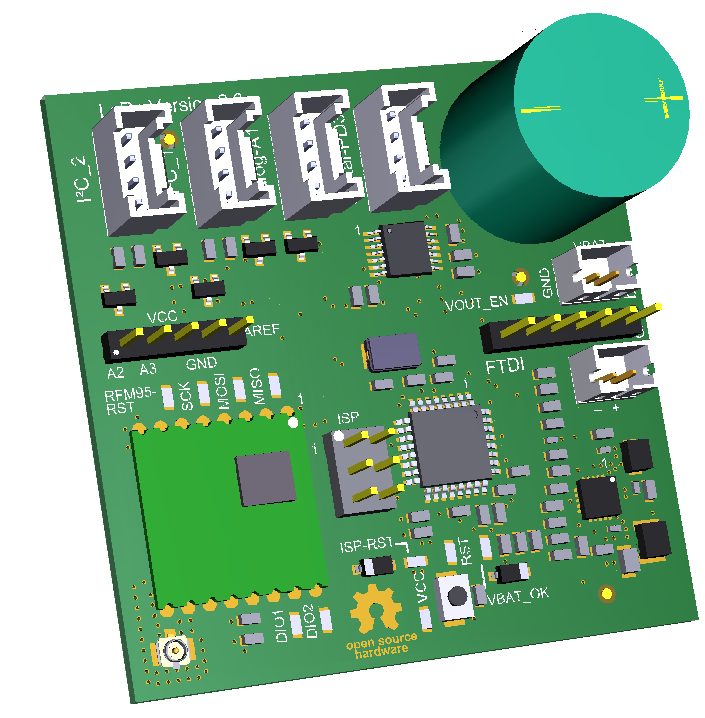 I²C_2
1
VCC
AREF
A2 A3 GND
VOUT_EN
GND
FTDI
RFM95-
RST
SCK
MOSI
MISO
1
1
ISP
1
- +
ISP-RST
RST
VCC
VBAT_OK
DIO1
DIO2
open source
hardware